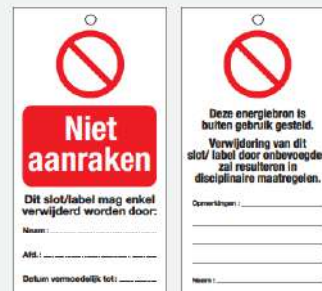 Niet
aanraken
Dit slot/label mag enkel
verwijderd worden door:
Naam :
Afd.:
Datum vermoedelijk tot:
Deze energiebron is
buiten gebruik gesteld.
Verwijdering van dit
slot/ label door onbevoegde
zal resulteren in
disciplinaire maatregelen.
Opmerkingen :
Naam :